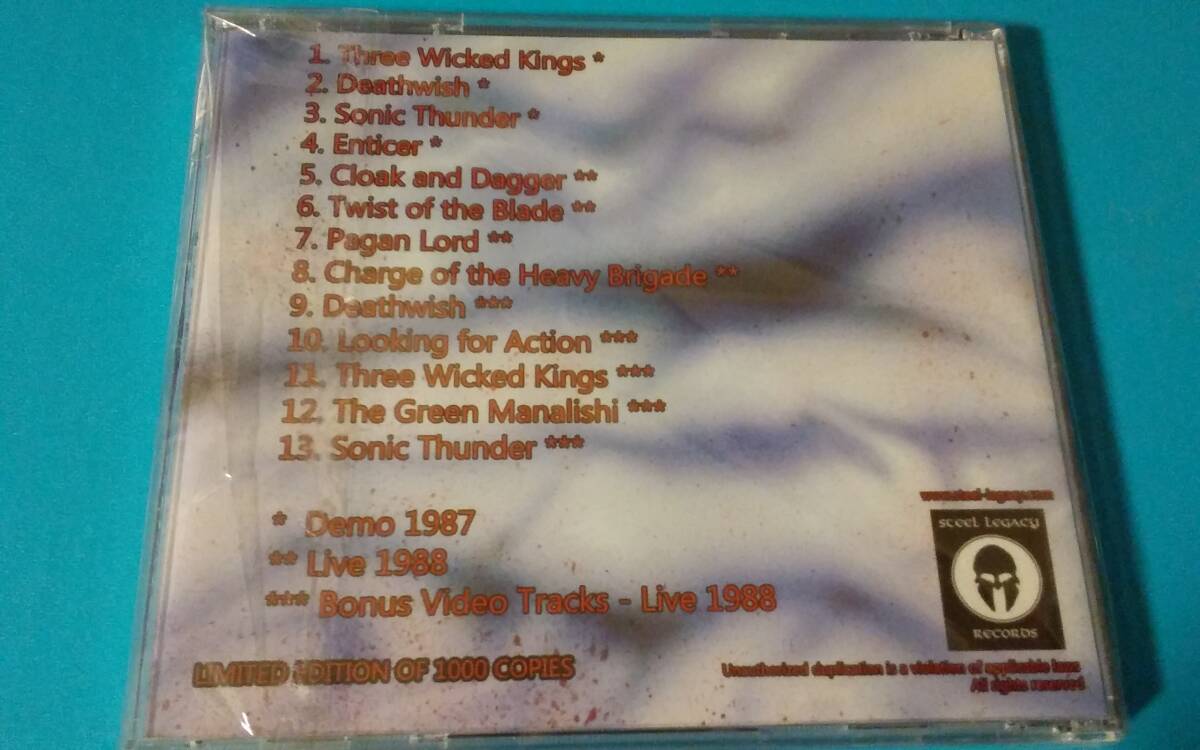 1. Three Wicked Kings *
2. Deathwish *
3. Sonic Thunder *
4. Enticer *
5. Cloak and Dagger **
6. Twist of the Blade **
7. Pagan Lord **
8. Charge of the Heavy Brigade **
9. Deathwish ***
10. Looking for Action ***
11. Three Wicked Kings ***
12. The Green Manalishi ***
13. Sonic Thunder ***
* Demo 1987
** Live 1988
*** Bonus Video Tracks - Live 1988
www.steel-legacy.com
STEEL LEGACY
RECORDS
LIMITED EDITION OF 1000 COPIES
Unauthorized duplication is a violation of applicable laws
All rights reserved